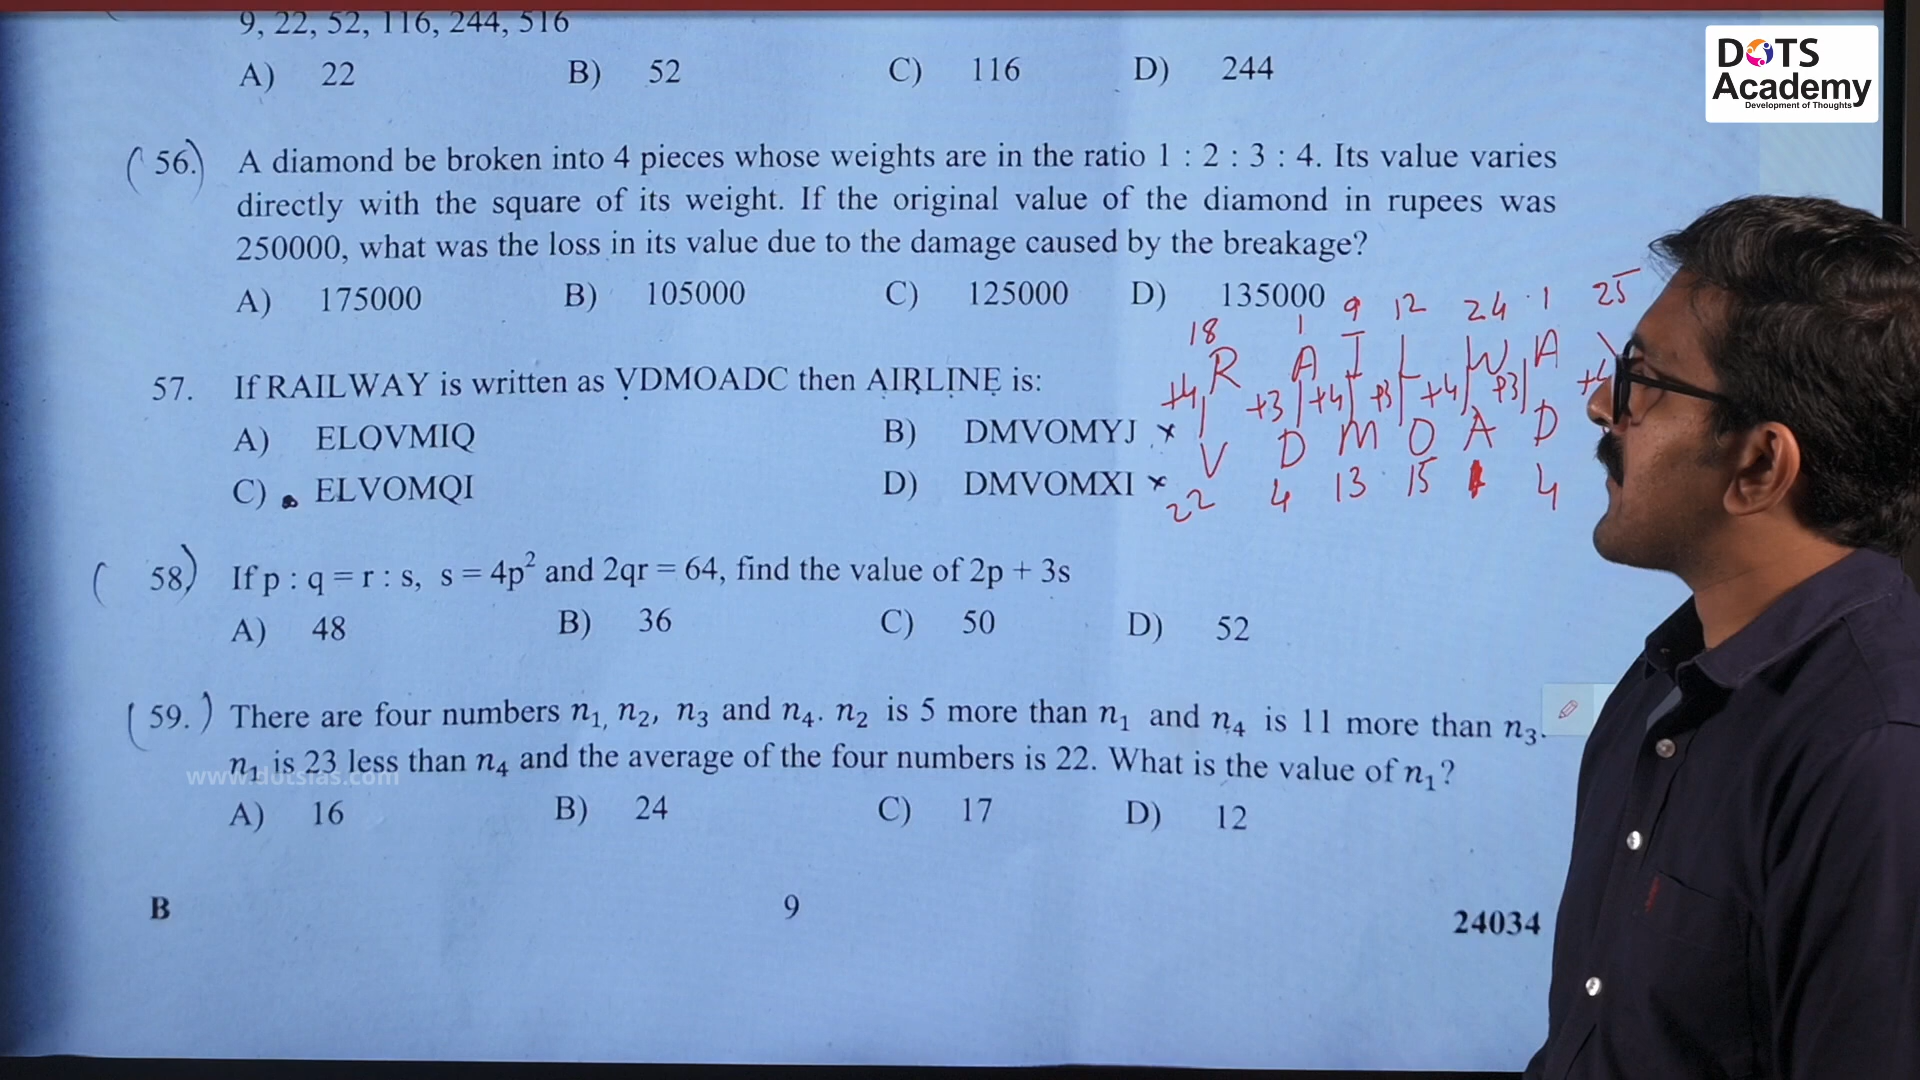 DOTS
Academy
Development of Thoughts
9, 22, 52, 116, 244, 516
A) 22 B) 52 C) 116 D) 244
56. A diamond be broken into 4 pieces whose weights are in the ratio 1 : 2 : 3 : 4. Its value varies
directly with the square of its weight. If the original value of the diamond in rupees was
250000, what was the loss in its value due to the damage caused by the breakage?
A) 175000 B) 105000 C) 125000 D) 135000
18 1 9 12 24 1 25
R A I L W A
57. If RAILWAY is written as VDMOADC then AIRLINE is:
+4 +3 +4 +3 +4 +3 +4
A) ELOVMIQ B) DMVOMYJ ×
V D M O A D
C) ELVOMQI D) DMVOMXI ×
22 4 13 15 4
58) If p : q = r : s, s = 4p² and 2qr = 64, find the value of 2p + 3s
A) 48 B) 36 C) 50 D) 52
59. There are four numbers n₁, n₂, n₃ and n₄. n₂ is 5 more than n₁ and n₄ is 11 more than n₃.
n₁ is 23 less than n₄ and the average of the four numbers is 22. What is the value of n₁?
www.dotsias.com
A) 16 B) 24 C) 17 D) 12
B 9 24034